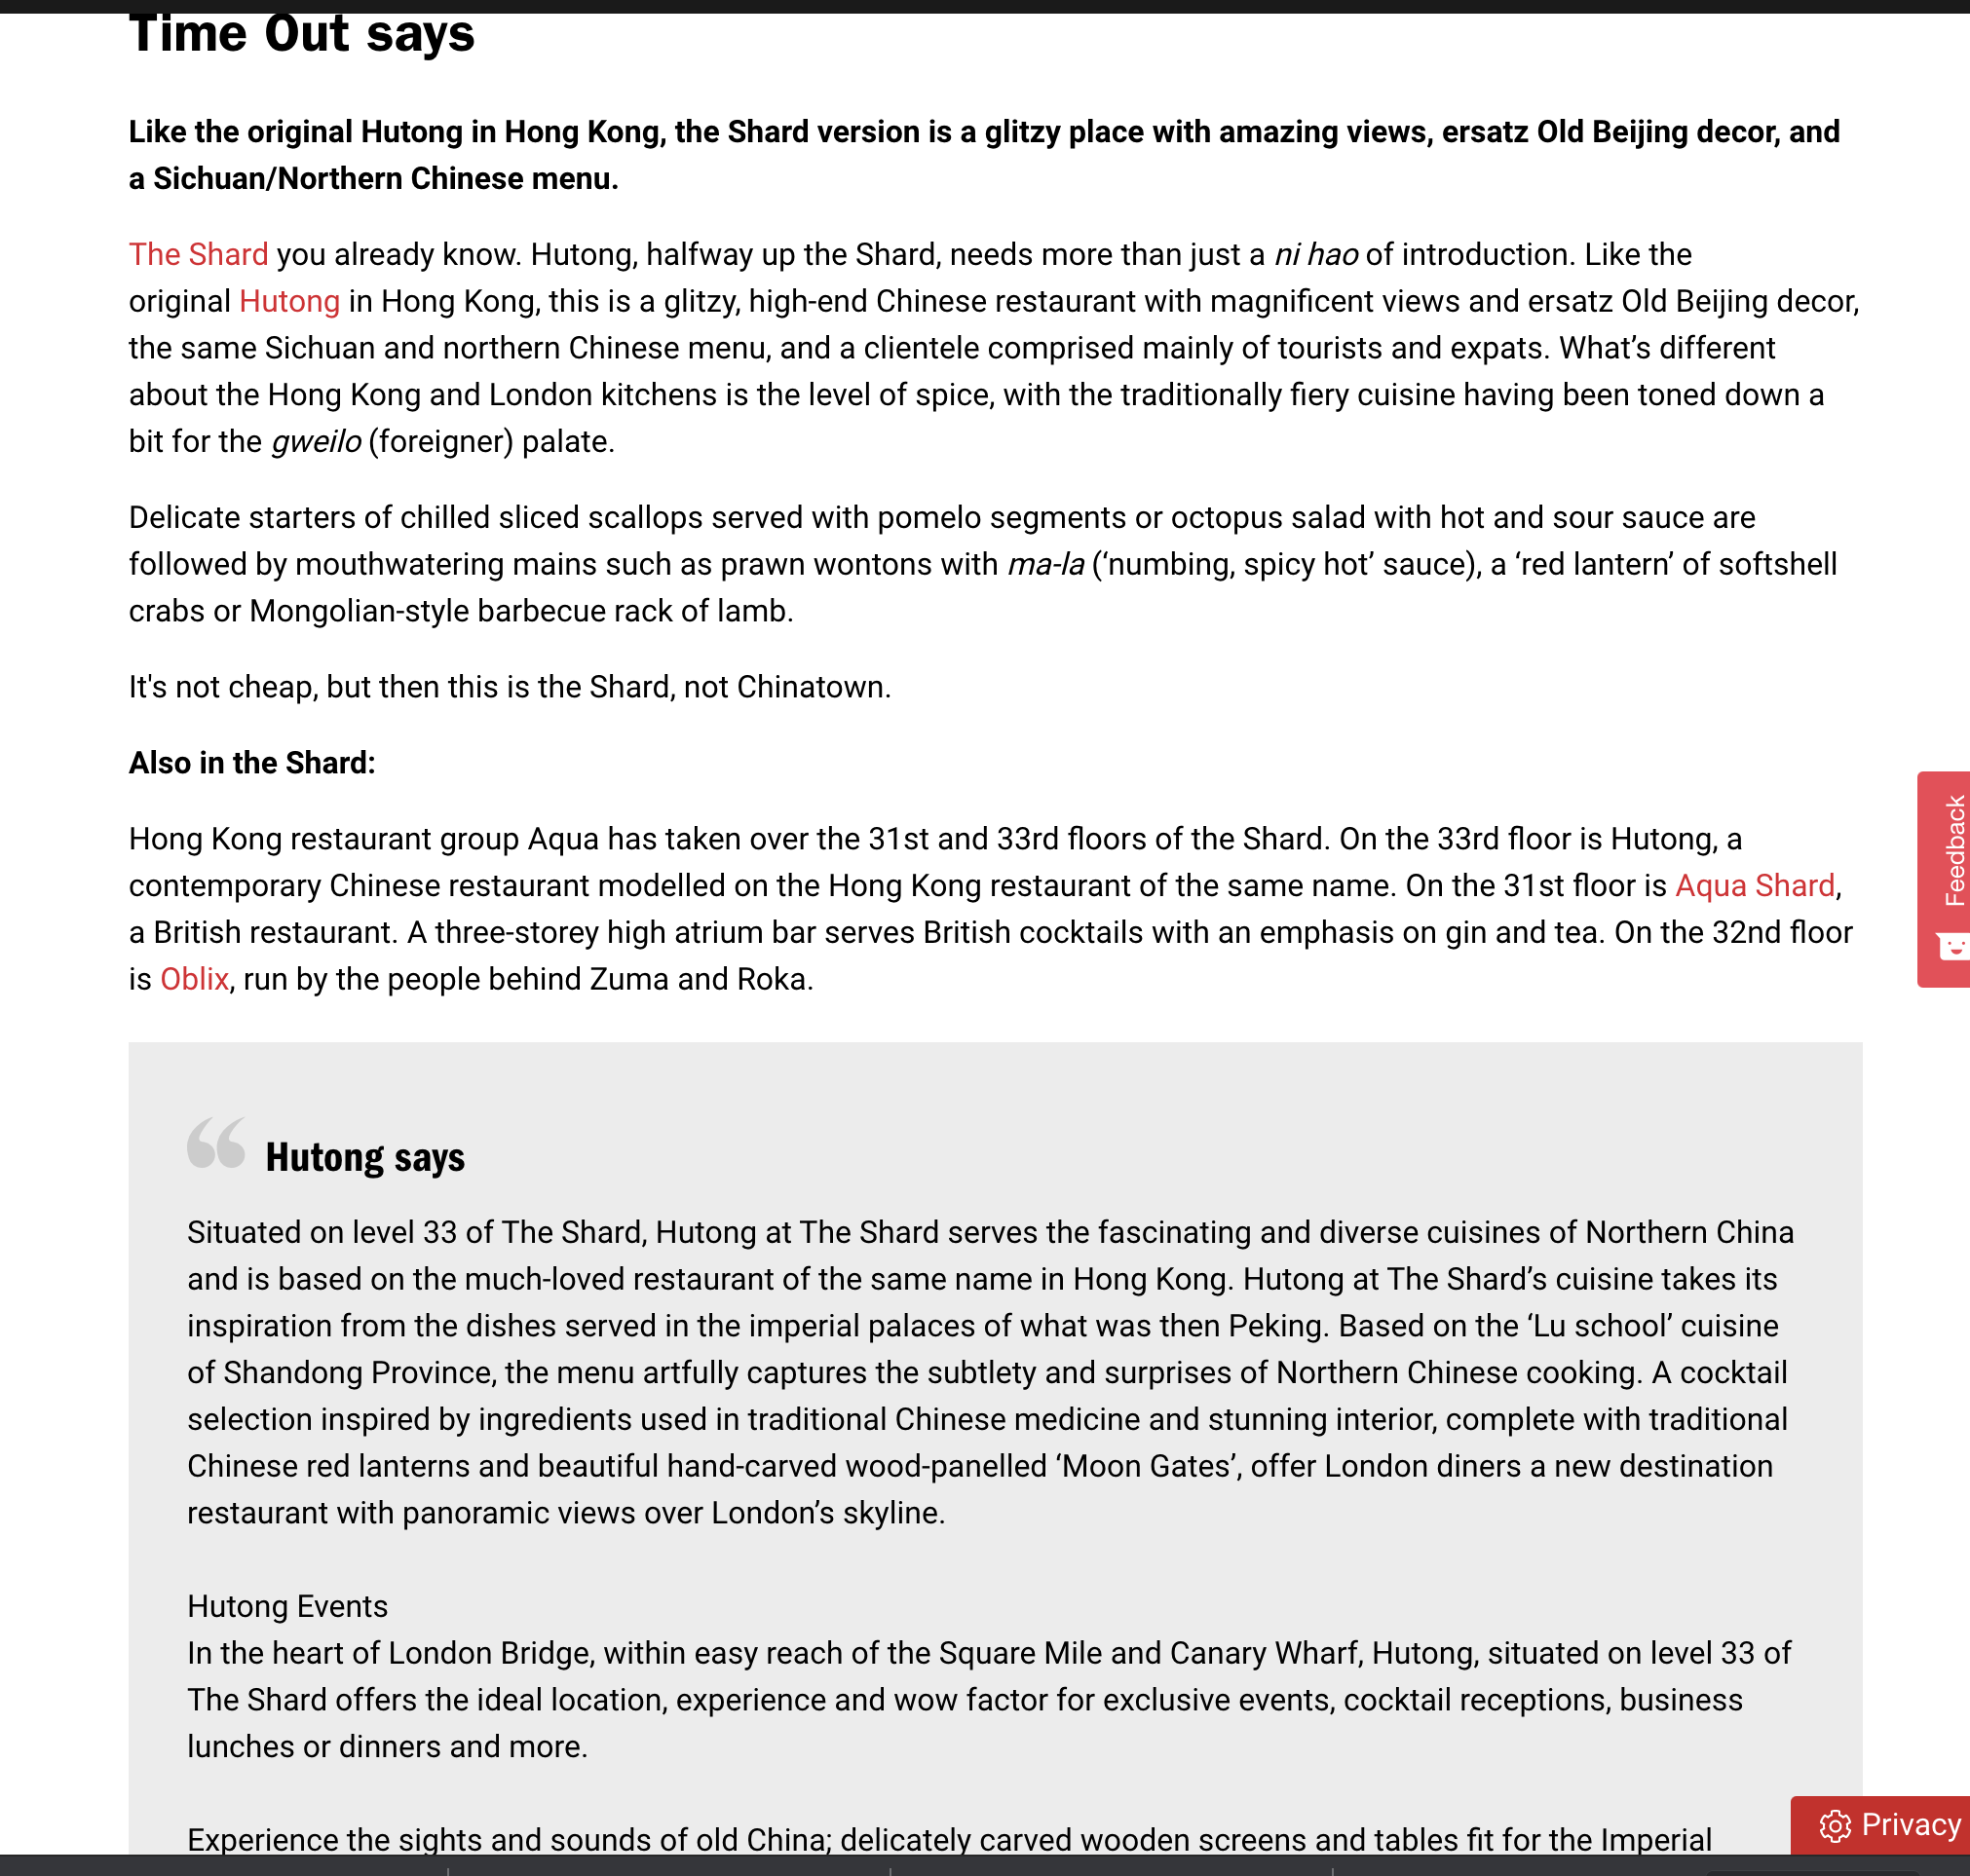 Time Out says
Like the original Hutong in Hong Kong, the Shard version is a glitzy place with amazing views, ersatz Old Beijing decor, and
a Sichuan/Northern Chinese menu.
The Shard you already know. Hutong, halfway up the Shard, needs more than just a ni hao of introduction. Like the
original Hutong in Hong Kong, this is a glitzy, high-end Chinese restaurant with magnificent views and ersatz Old Beijing decor,
the same Sichuan and northern Chinese menu, and a clientele comprised mainly of tourists and expats. What’s different
about the Hong Kong and London kitchens is the level of spice, with the traditionally fiery cuisine having been toned down a
bit for the gweilo (foreigner) palate.
Delicate starters of chilled sliced scallops served with pomelo segments or octopus salad with hot and sour sauce are
followed by mouthwatering mains such as prawn wontons with ma-la (‘numbing, spicy hot’ sauce), a ‘red lantern’ of softshell
crabs or Mongolian-style barbecue rack of lamb.
It's not cheap, but then this is the Shard, not Chinatown.
Also in the Shard:
Hong Kong restaurant group Aqua has taken over the 31st and 33rd floors of the Shard. On the 33rd floor is Hutong, a
contemporary Chinese restaurant modelled on the Hong Kong restaurant of the same name. On the 31st floor is Aqua Shard,
a British restaurant. A three-storey high atrium bar serves British cocktails with an emphasis on gin and tea. On the 32nd floor
is Oblix, run by the people behind Zuma and Roka.
Feedback
“ Hutong says
Situated on level 33 of The Shard, Hutong at The Shard serves the fascinating and diverse cuisines of Northern China
and is based on the much-loved restaurant of the same name in Hong Kong. Hutong at The Shard’s cuisine takes its
inspiration from the dishes served in the imperial palaces of what was then Peking. Based on the ‘Lu school’ cuisine
of Shandong Province, the menu artfully captures the subtlety and surprises of Northern Chinese cooking. A cocktail
selection inspired by ingredients used in traditional Chinese medicine and stunning interior, complete with traditional
Chinese red lanterns and beautiful hand-carved wood-panelled ‘Moon Gates’, offer London diners a new destination
restaurant with panoramic views over London’s skyline.
Hutong Events
In the heart of London Bridge, within easy reach of the Square Mile and Canary Wharf, Hutong, situated on level 33 of
The Shard offers the ideal location, experience and wow factor for exclusive events, cocktail receptions, business
lunches or dinners and more.
Experience the sights and sounds of old China; delicately carved wooden screens and tables fit for the Imperial
Privacy